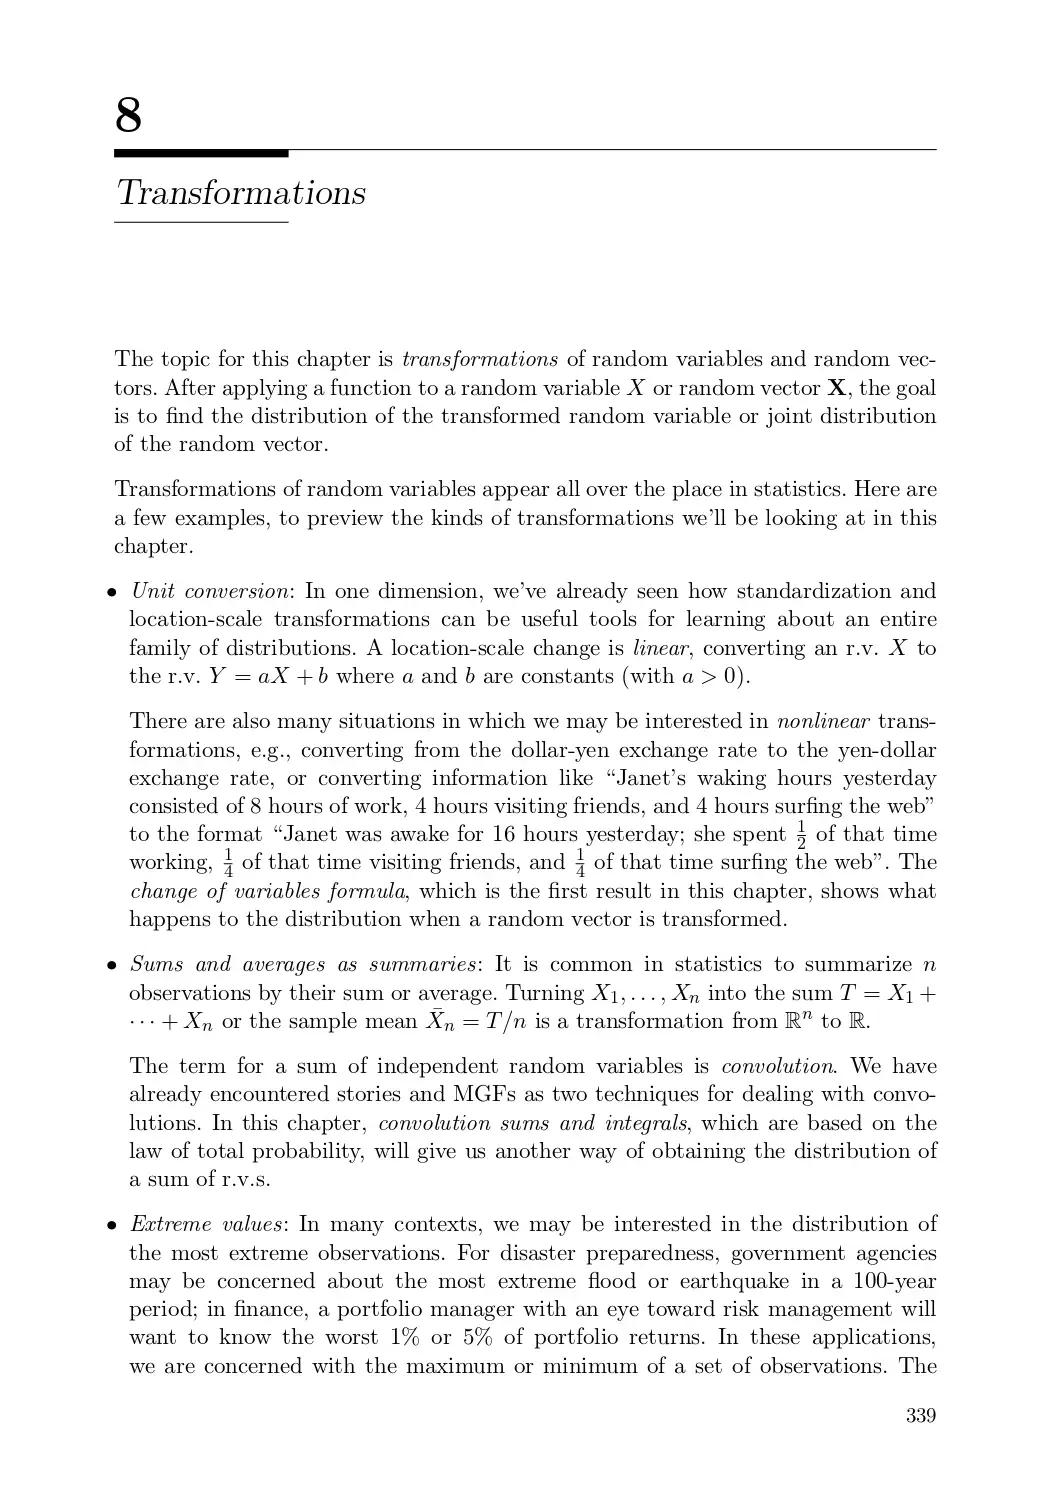 8
Transformations
The topic for this chapter is transformations of random variables and random vec-
tors. After applying a function to a random variable X or random vector X, the goal
is to find the distribution of the transformed random variable or joint distribution
of the random vector.
Transformations of random variables appear all over the place in statistics. Here are
a few examples, to preview the kinds of transformations we'll be looking at in this
chapter.
• Unit conversion: In one dimension, we've already seen how standardization and
location-scale transformations can be useful tools for learning about an entire
family of distributions. A location-scale change is linear, converting an r.v. X to
the r.v. Y = aX + b where a and b are constants (with a > 0).
There are also many situations in which we may be interested in nonlinear trans-
formations, e.g., converting from the dollar-yen exchange rate to the yen-dollar
exchange rate, or converting information like “Janet's waking hours yesterday
consisted of 8 hours of work, 4 hours visiting friends, and 4 hours surfing the web”
to the format “Janet was awake for 16 hours yesterday; she spent 1/2 of that time
working, 1/4 of that time visiting friends, and 1/4 of that time surfing the web”. The
change of variables formula, which is the first result in this chapter, shows what
happens to the distribution when a random vector is transformed.
• Sums and averages as summaries: It is common in statistics to summarize n
observations by their sum or average. Turning X₁, . . . , Xₙ into the sum T = X₁ +
· · · + Xₙ or the sample mean X̄ₙ = T/n is a transformation from ℝⁿ to ℝ.
The term for a sum of independent random variables is convolution. We have
already encountered stories and MGFs as two techniques for dealing with convo-
lutions. In this chapter, convolution sums and integrals, which are based on the
law of total probability, will give us another way of obtaining the distribution of
a sum of r.v.s.
• Extreme values: In many contexts, we may be interested in the distribution of
the most extreme observations. For disaster preparedness, government agencies
may be concerned about the most extreme flood or earthquake in a 100-year
period; in finance, a portfolio manager with an eye toward risk management will
want to know the worst 1% or 5% of portfolio returns. In these applications,
we are concerned with the maximum or minimum of a set of observations. The
339